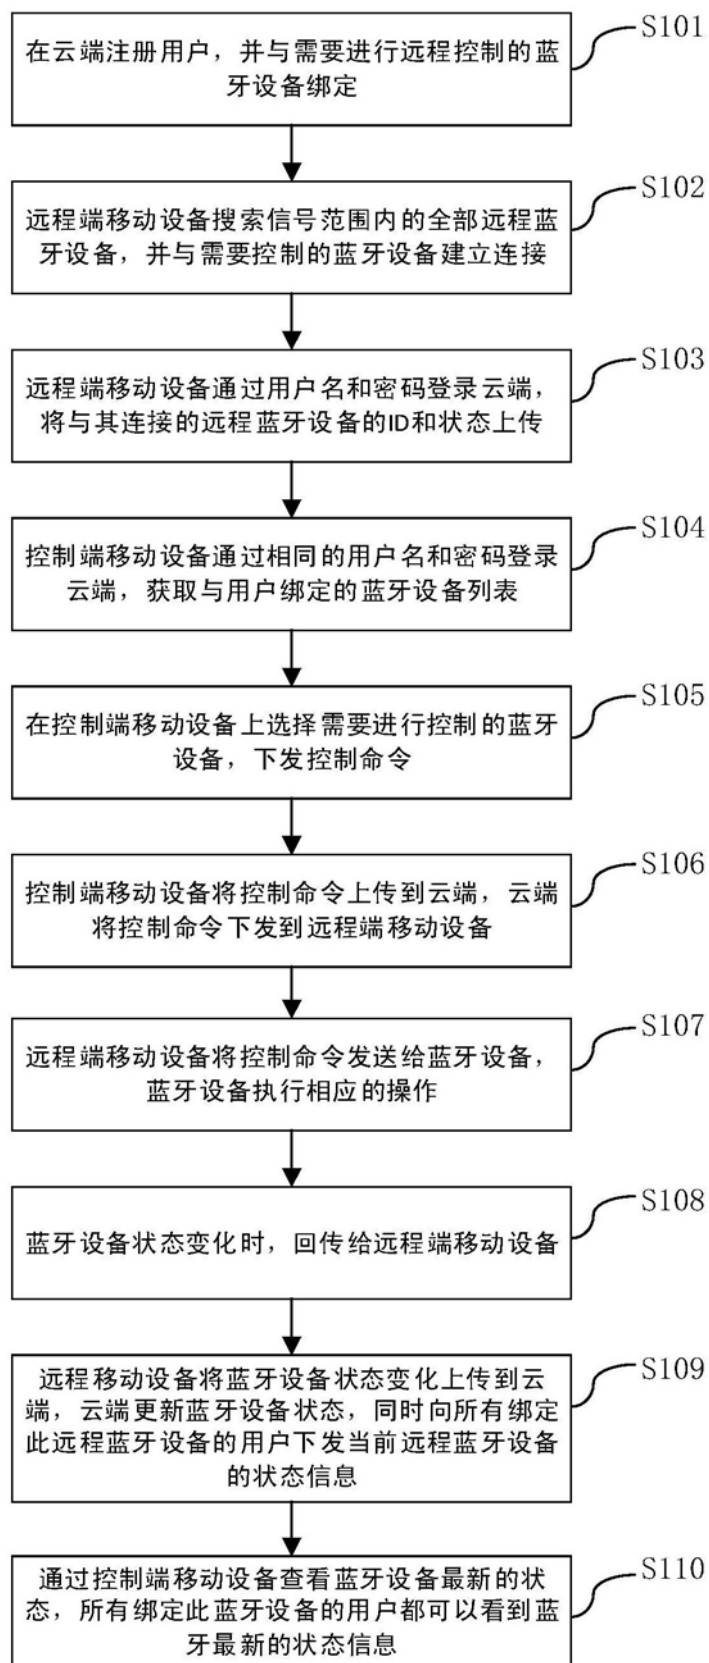 在云端注册用户，并与需要进行远程控制的蓝
牙设备绑定
S101
远程端移动设备搜索信号范围内的全部远程蓝
牙设备，并与需要控制的蓝牙设备建立连接
S102
远程端移动设备通过用户名和密码登录云端，
将与其连接的远程蓝牙设备的ID和状态上传
S103
控制端移动设备通过相同的用户名和密码登录
云端，获取与用户绑定的蓝牙设备列表
S104
在控制端移动设备上选择需要进行控制的蓝牙
设备，下发控制命令
S105
控制端移动设备将控制命令上传到云端，云端
将控制命令下发到远程端移动设备
S106
远程端移动设备将控制命令发送给蓝牙设备，
蓝牙设备执行相应的操作
S107
蓝牙设备状态变化时，回传给远程端移动设备
S108
远程移动设备将蓝牙设备状态变化上传到云
端，云端更新蓝牙设备状态，同时向所有绑定
此远程蓝牙设备的用户下发当前远程蓝牙设备
的状态信息
S109
通过控制端移动设备查看蓝牙设备最新的状
态，所有绑定此蓝牙设备的用户都可以看到蓝
牙最新的状态信息
S110